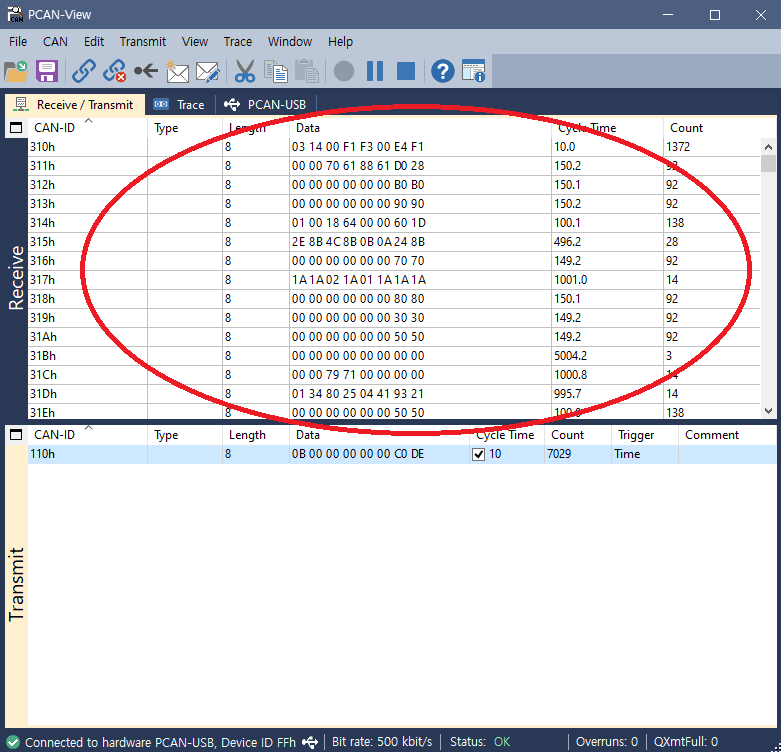 PCAN-View
File CAN Edit Transmit View Trace Window Help
Receive / Transmit Trace PCAN-USB
CAN-ID Type Length Data Cycle Time Count
310h 8 03 14 00 F1 F3 00 E4 F1 10.0 1372
311h 8 00 00 70 61 88 61 D0 28 150.2 92
312h 8 00 00 00 00 00 00 B0 B0 150.1 92
313h 8 00 00 00 00 00 00 90 90 150.2 92
314h 8 01 00 18 64 00 00 60 1D 100.1 138
315h 8 2E 8B 4C 8B 0B 0A 24 8B 496.2 28
316h 8 00 00 00 00 00 00 70 70 149.2 92
317h 8 1A 1A 02 1A 01 1A 1A 1A 1001.0 14
318h 8 00 00 00 00 00 00 80 80 150.1 92
319h 8 00 00 00 00 00 00 30 30 149.2 92
31Ah 8 00 00 00 00 00 00 50 50 149.2 92
31Bh 8 00 00 00 00 00 00 00 00 5004.2 3
31Ch 8 00 00 79 71 00 00 00 00 1000.8 14
31Dh 8 01 34 80 25 04 41 93 21 995.7 14
31Eh 8 00 00 00 00 00 00 50 50 138
Receive
CAN-ID Type Length Data Cycle Time Count Trigger Comment
110h 8 0B 00 00 00 00 00 C0 DE 10 7029 Time
Transmit
Connected to hardware PCAN-USB, Device ID FFh Bit rate: 500 kbit/s Status: OK Overruns: 0 QXmtFull: 0